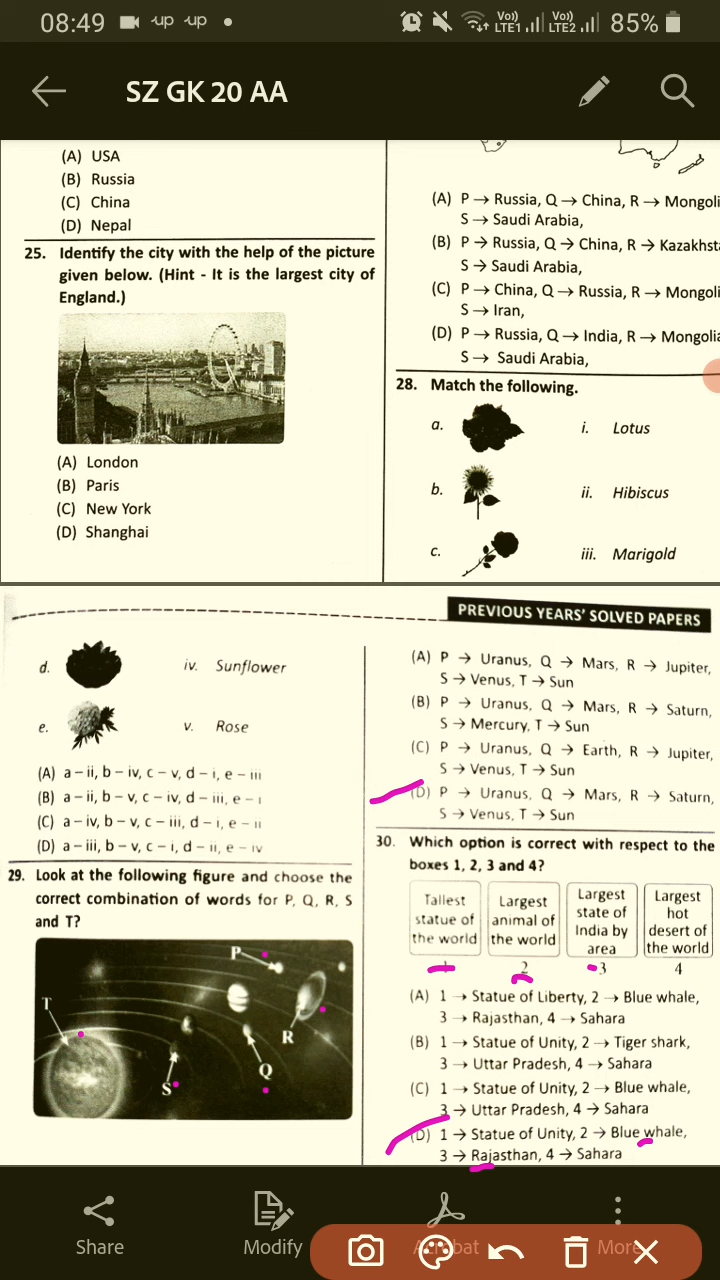 08:49 up up Vo)) LTE1 Vo)) LTE2 85%
SZ GK 20 AA
(A) USA
(B) Russia
(C) China
(D) Nepal
25. Identify the city with the help of the picture
given below. (Hint - It is the largest city of
England.)
(A) London
(B) Paris
(C) New York
(D) Shanghai
(A) P → Russia, Q → China, R → Mongoli
S → Saudi Arabia,
(B) P → Russia, Q → China, R → Kazakhsta
S → Saudi Arabia,
(C) P → China, Q → Russia, R → Mongoli
S → Iran,
(D) P → Russia, Q → India, R → Mongolia
S → Saudi Arabia,
28. Match the following.
a. i. Lotus
b. ii. Hibiscus
c. iii. Marigold
PREVIOUS YEARS' SOLVED PAPERS
d. iv. Sunflower
e. v. Rose
(A) a – ii, b – iv, c – v, d – i, e – iii
(B) a – ii, b – v, c – iv, d – iii, e – i
(C) a – iv, b – v, c – iii, d – i, e – ii
(D) a – iii, b – v, c – i, d – ii, e – iv
29. Look at the following figure and choose the
correct combination of words for P, Q, R, S
and T?
P
T
R
S
Q
(A) P → Uranus, Q → Mars, R → Jupiter,
S → Venus, T → Sun
(B) P → Uranus, Q → Mars, R → Saturn,
S → Mercury, T → Sun
(C) P → Uranus, Q → Earth, R → Jupiter,
S → Venus, T → Sun
(D) P → Uranus, Q → Mars, R → Saturn,
S → Venus, T → Sun
30. Which option is correct with respect to the
boxes 1, 2, 3 and 4?
Tallest
statue of
the world
1
Largest
animal of
the world
2
Largest
state of
India by
area
3
Largest
hot
desert of
the world
4
(A) 1 → Statue of Liberty, 2 → Blue whale,
3 → Rajasthan, 4 → Sahara
(B) 1 → Statue of Unity, 2 → Tiger shark,
3 → Uttar Pradesh, 4 → Sahara
(C) 1 → Statue of Unity, 2 → Blue whale,
3 → Uttar Pradesh, 4 → Sahara
(D) 1 → Statue of Unity, 2 → Blue whale,
3 → Rajasthan, 4 → Sahara
Share Modify More